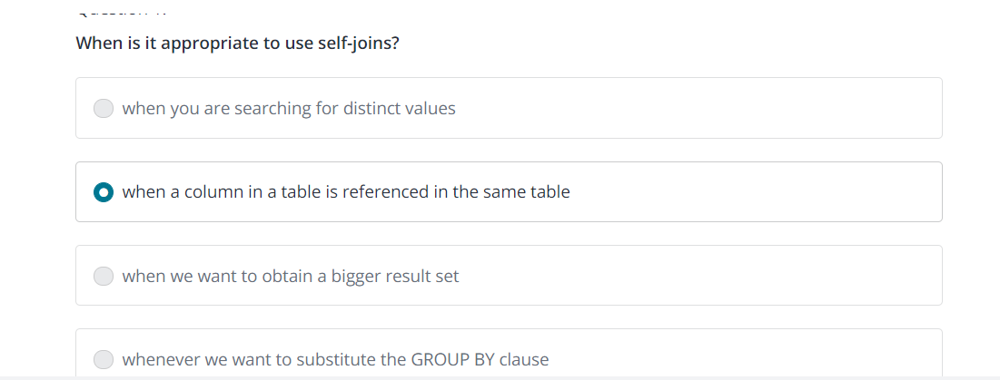 When is it appropriate to use self-joins?
when you are searching for distinct values
when a column in a table is referenced in the same table
when we want to obtain a bigger result set
whenever we want to substitute the GROUP BY clause